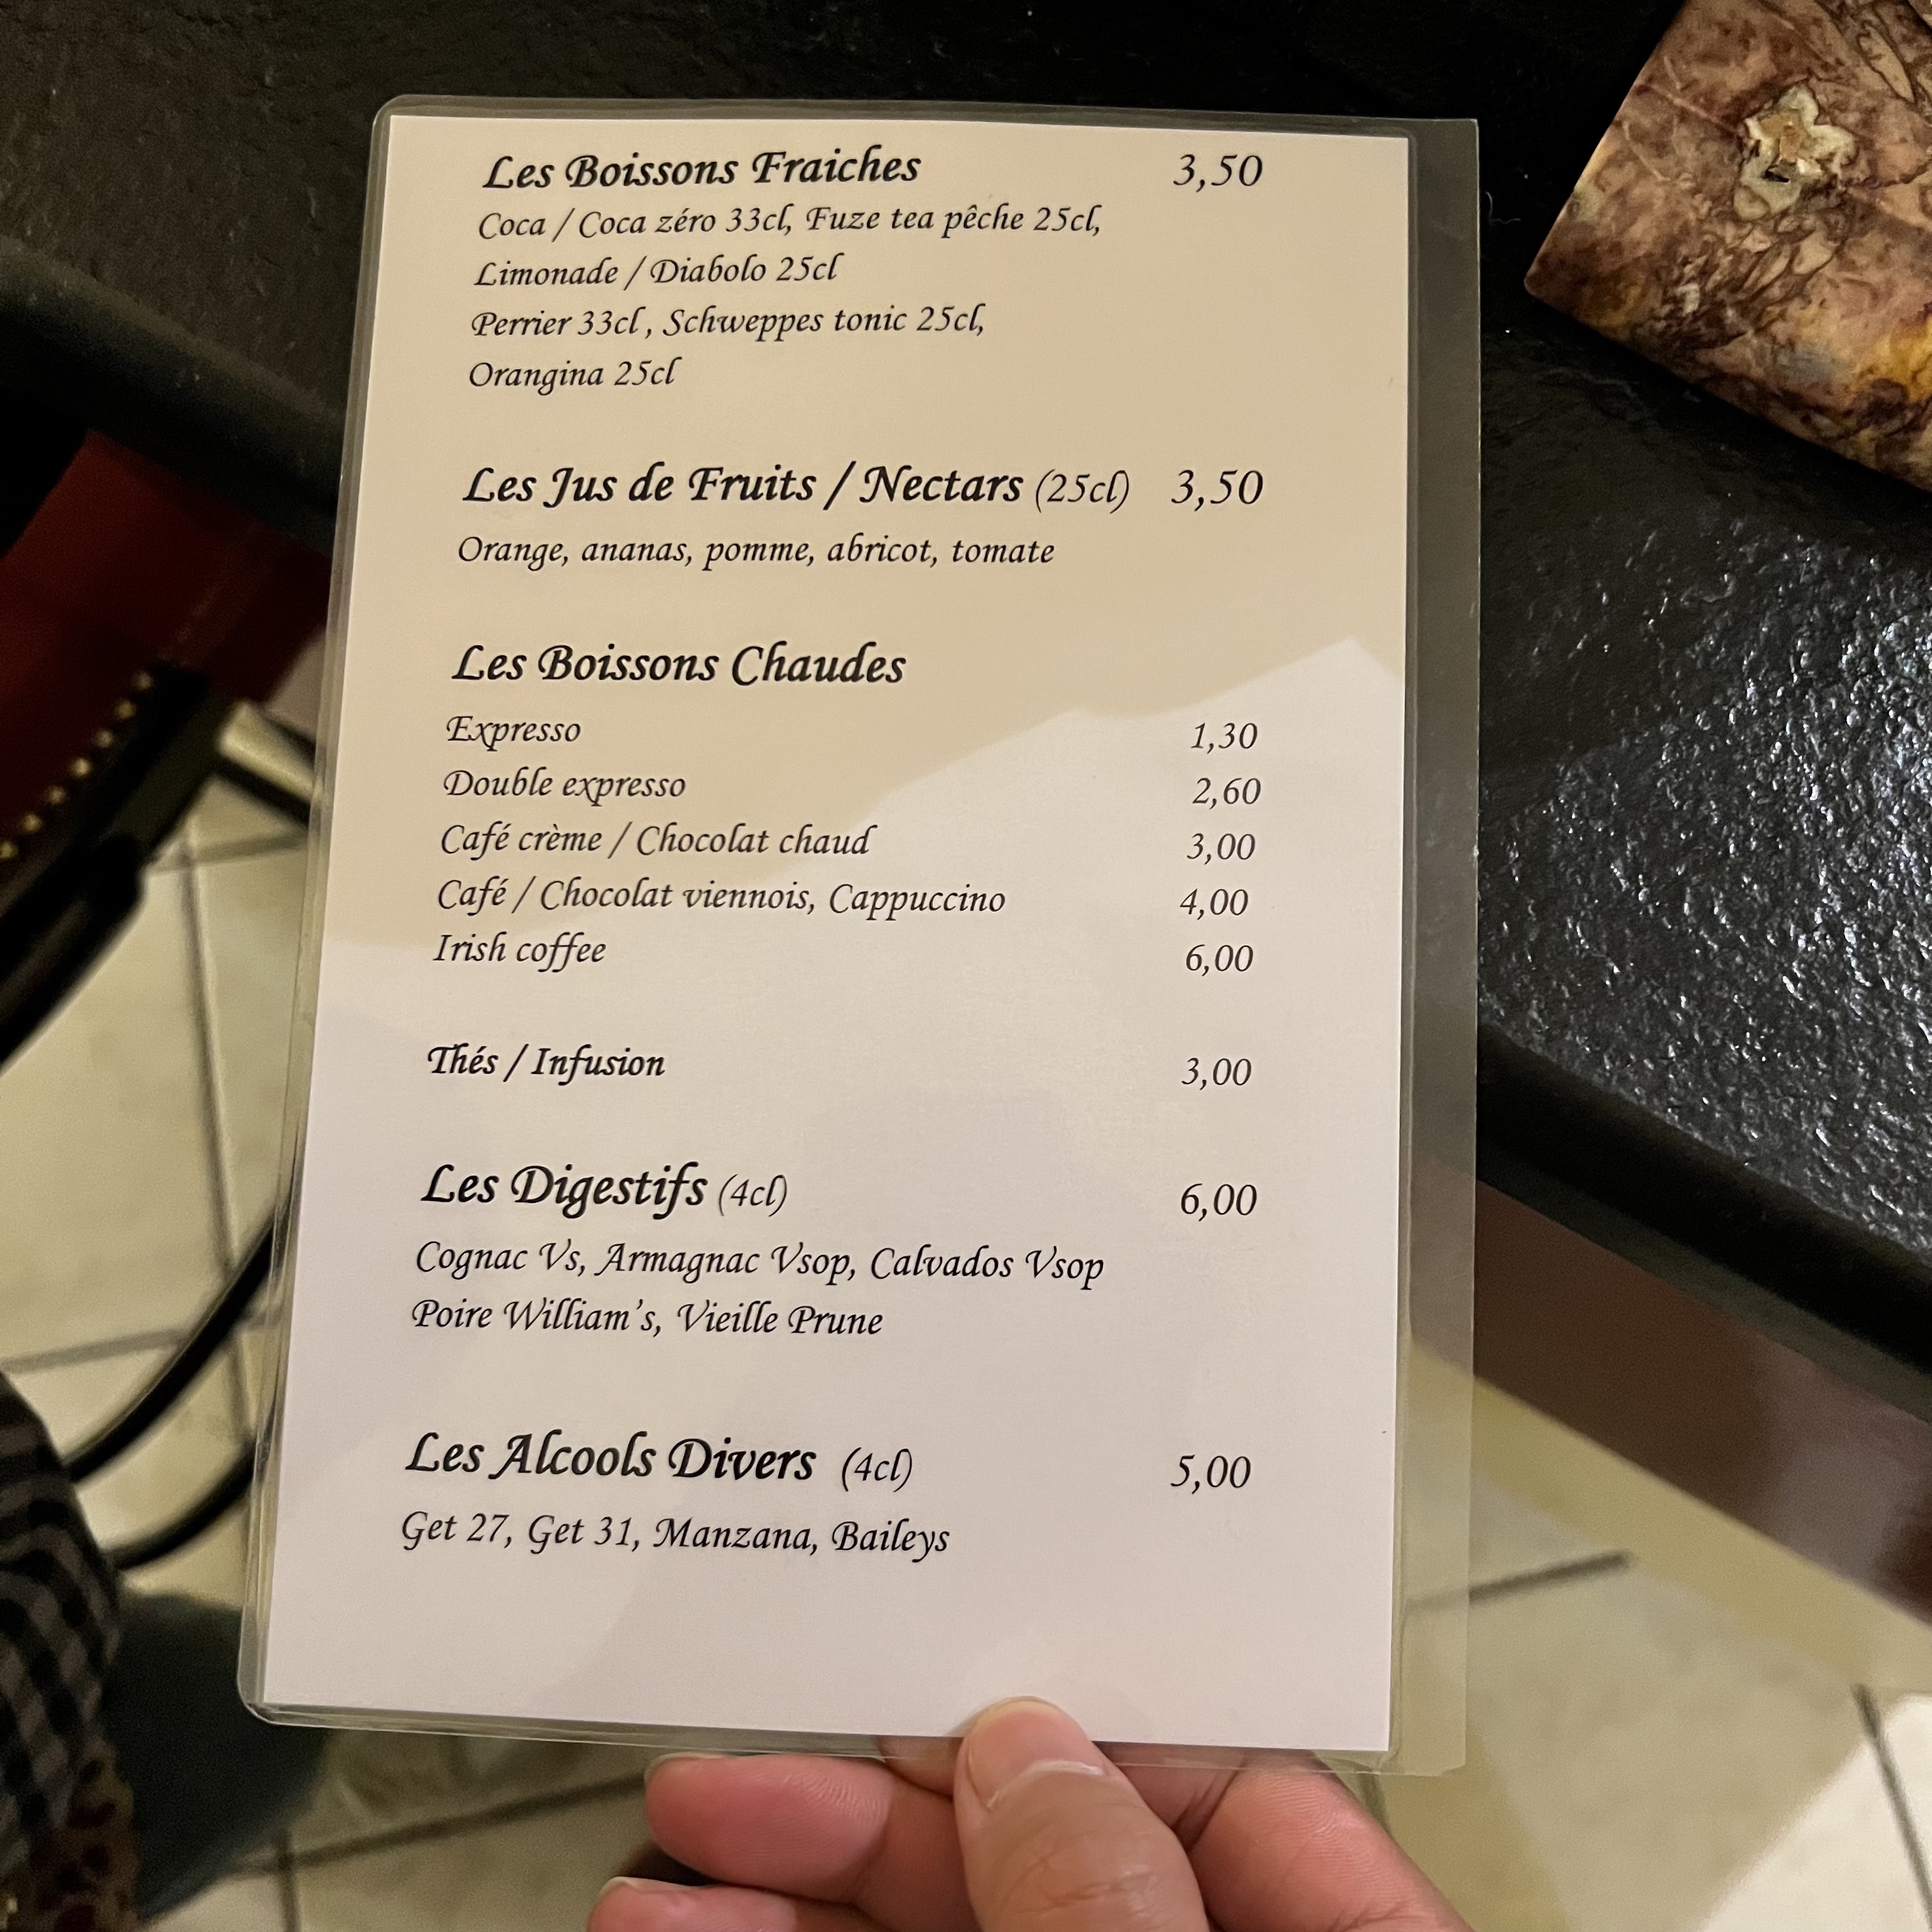 Les Boissons Fraiches 3,50
Coca / Coca zéro 33cl, Fuze tea pêche 25cl,
Limonade / Diabolo 25cl
Perrier 33cl , Schweppes tonic 25cl,
Orangina 25cl
Les Jus de Fruits / Nectars (25cl) 3,50
Orange, ananas, pomme, abricot, tomate
Les Boissons Chaudes
Expresso 1,30
Double expresso 2,60
Café crème / Chocolat chaud 3,00
Café / Chocolat viennois, Cappuccino 4,00
Irish coffee 6,00
Thés / Infusion 3,00
Les Digestifs (4cl) 6,00
Cognac Vs, Armagnac Vsop, Calvados Vsop
Poire William's, Vieille Prune
Les Alcools Divers (4cl) 5,00
Get 27, Get 31, Manzana, Baileys